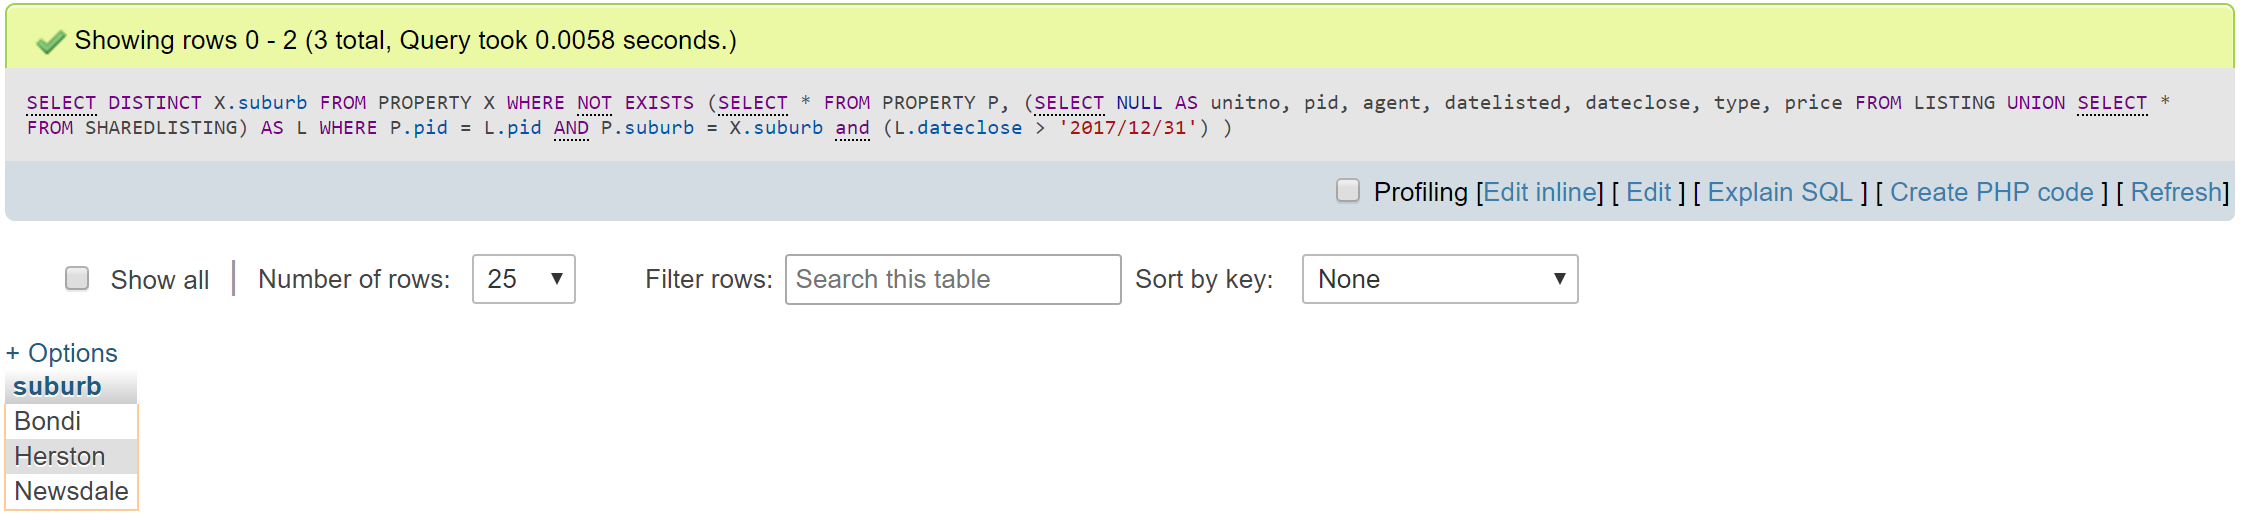 Showing rows 0 - 2 (3 total, Query took 0.0058 seconds.)
SELECT DISTINCT X.suburb FROM PROPERTY X WHERE NOT EXISTS (SELECT * FROM PROPERTY P, (SELECT NULL AS unitno, pid, agent, datelisted, dateclose, type, price FROM LISTING UNION SELECT *
FROM SHAREDLISTING) AS L WHERE P.pid = L.pid AND P.suburb = X.suburb and (L.dateclose > '2017/12/31') )
Profiling [Edit inline] [ Edit ] [ Explain SQL ] [ Create PHP code ] [ Refresh]
Show all | Number of rows: 25 Filter rows: Search this table Sort by key: None
+ Options
suburb
Bondi
Herston
Newsdale